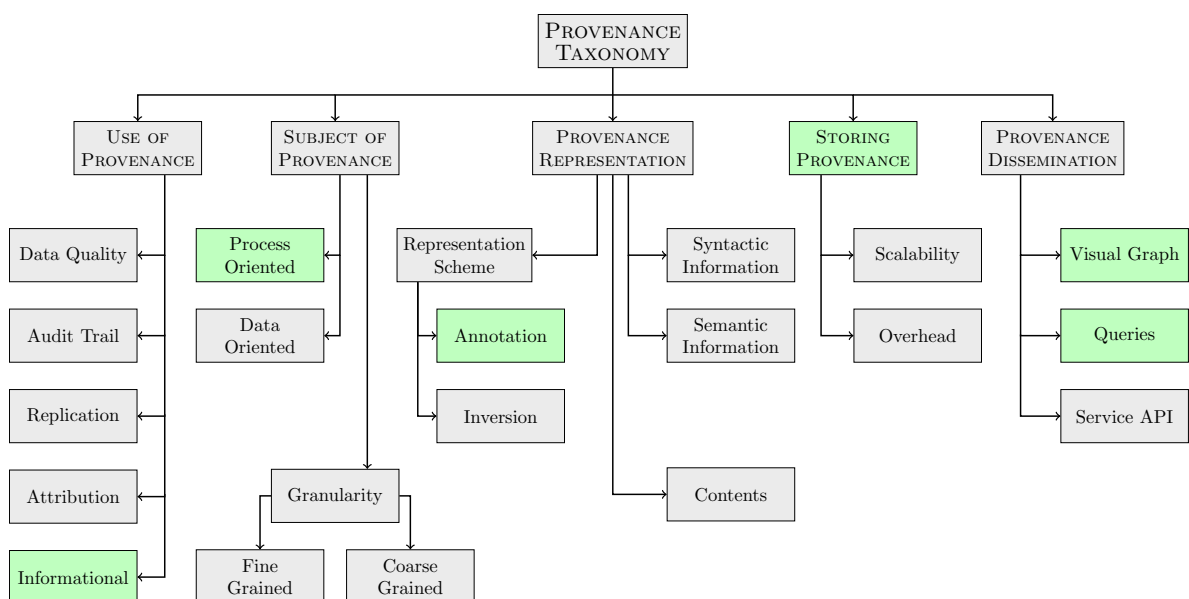 PROVENANCE
TAXONOMY
USE OF
PROVENANCE
SUBJECT OF
PROVENANCE
PROVENANCE
REPRESENTATION
STORING
PROVENANCE
PROVENANCE
DISSEMINATION
Data Quality
Audit Trail
Replication
Attribution
Informational
Process
Oriented
Data
Oriented
Granularity
Fine
Grained
Coarse
Grained
Representation
Scheme
Annotation
Inversion
Syntactic
Information
Semantic
Information
Contents
Scalability
Overhead
Visual Graph
Queries
Service API